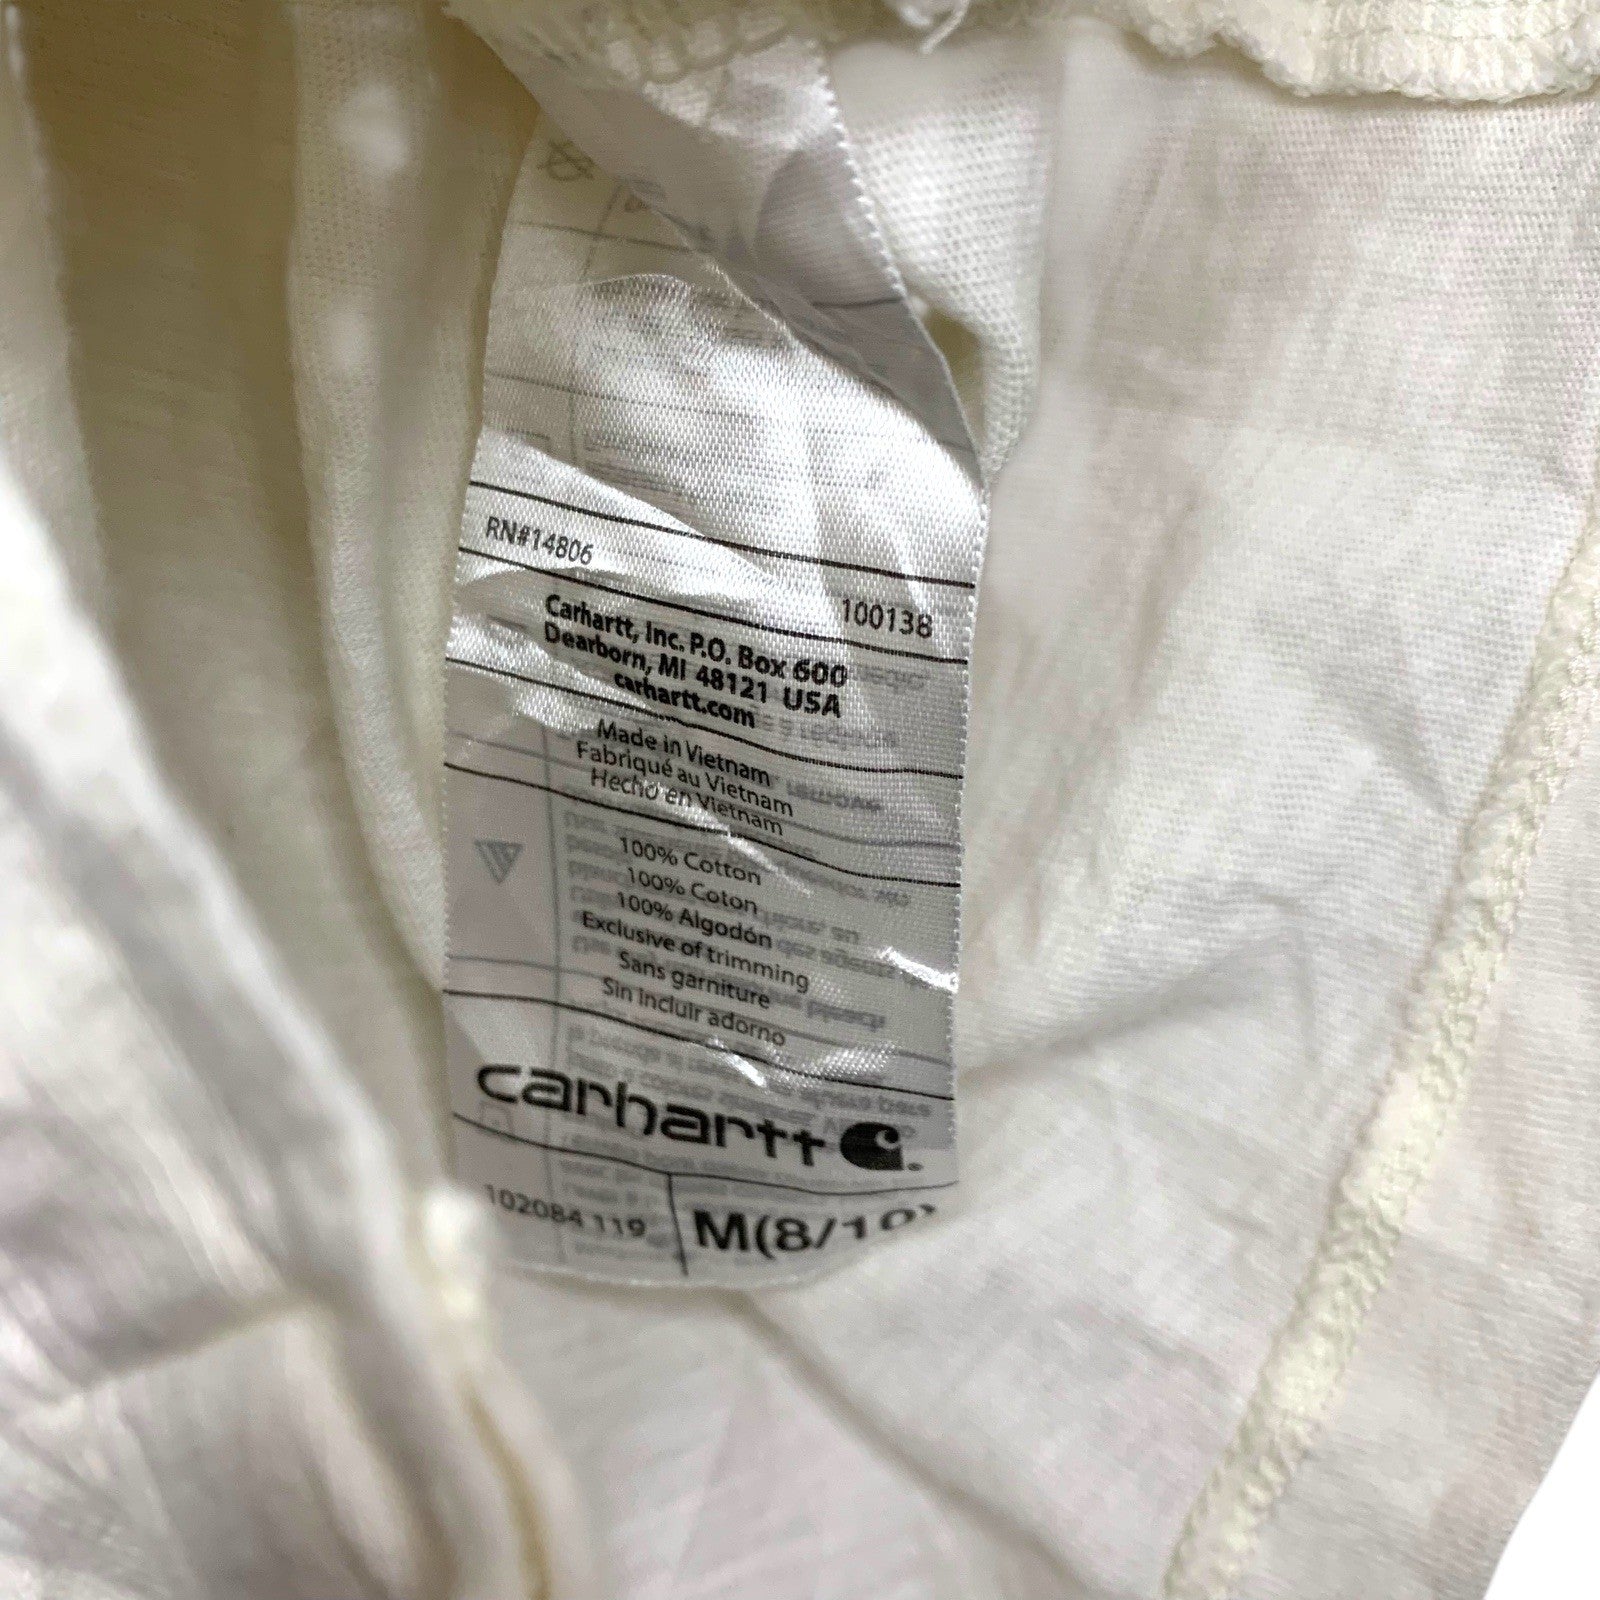 RN#14806
100138
Carhartt, Inc. P.O. Box 600
Dearborn, MI 48121 USA
carhartt.com
Made in Vietnam
Fabriqué au Vietnam
Hecho en Vietnam
100% Cotton
100% Coton
100% Algodón
Exclusive of trimming
Sans garniture
Sin Incluir adorno
carhartt
102084 119
M(8/10)